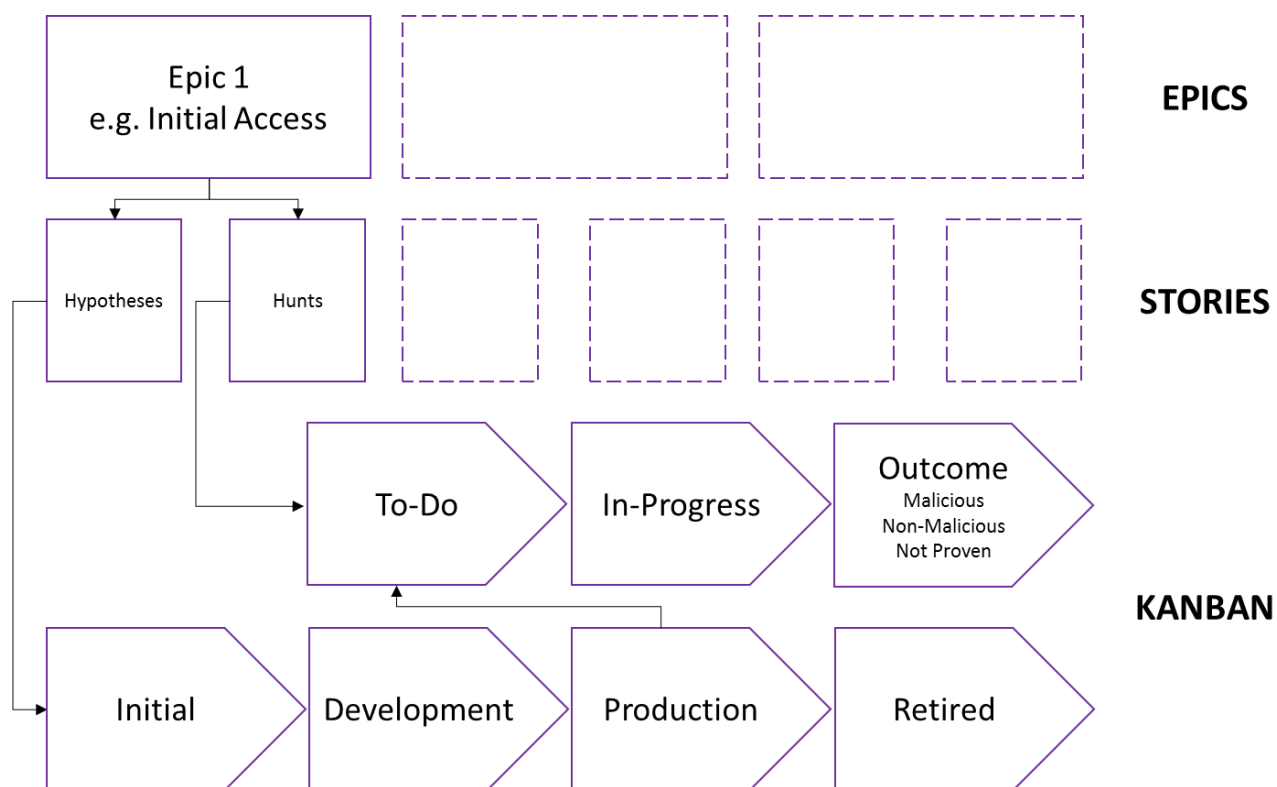 Epic 1
e.g. Initial Access
EPICS
Hypotheses
Hunts
STORIES
To-Do
In-Progress
Outcome
Malicious
Non-Malicious
Not Proven
KANBAN
Initial
Development
Production
Retired